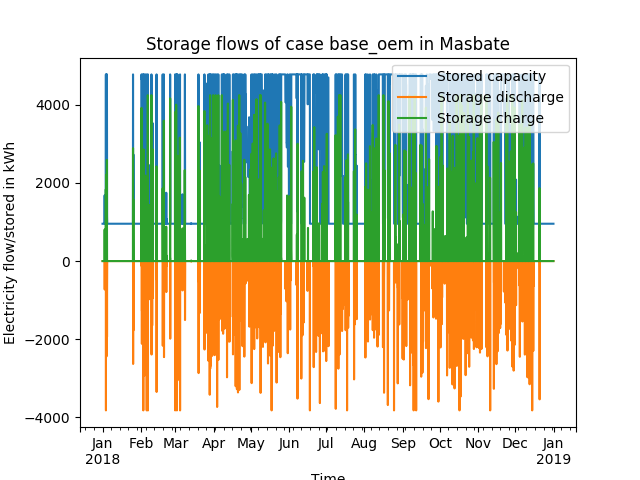 Storage flows of case base_oem in Masbate
Stored capacity
Storage discharge
Storage charge
Electricity flow/stored in kWh
4000
2000
0
−2000
−4000
Jan Feb Mar Apr May Jun Jul Aug Sep Oct Nov Dec Jan
2018 2019
Time